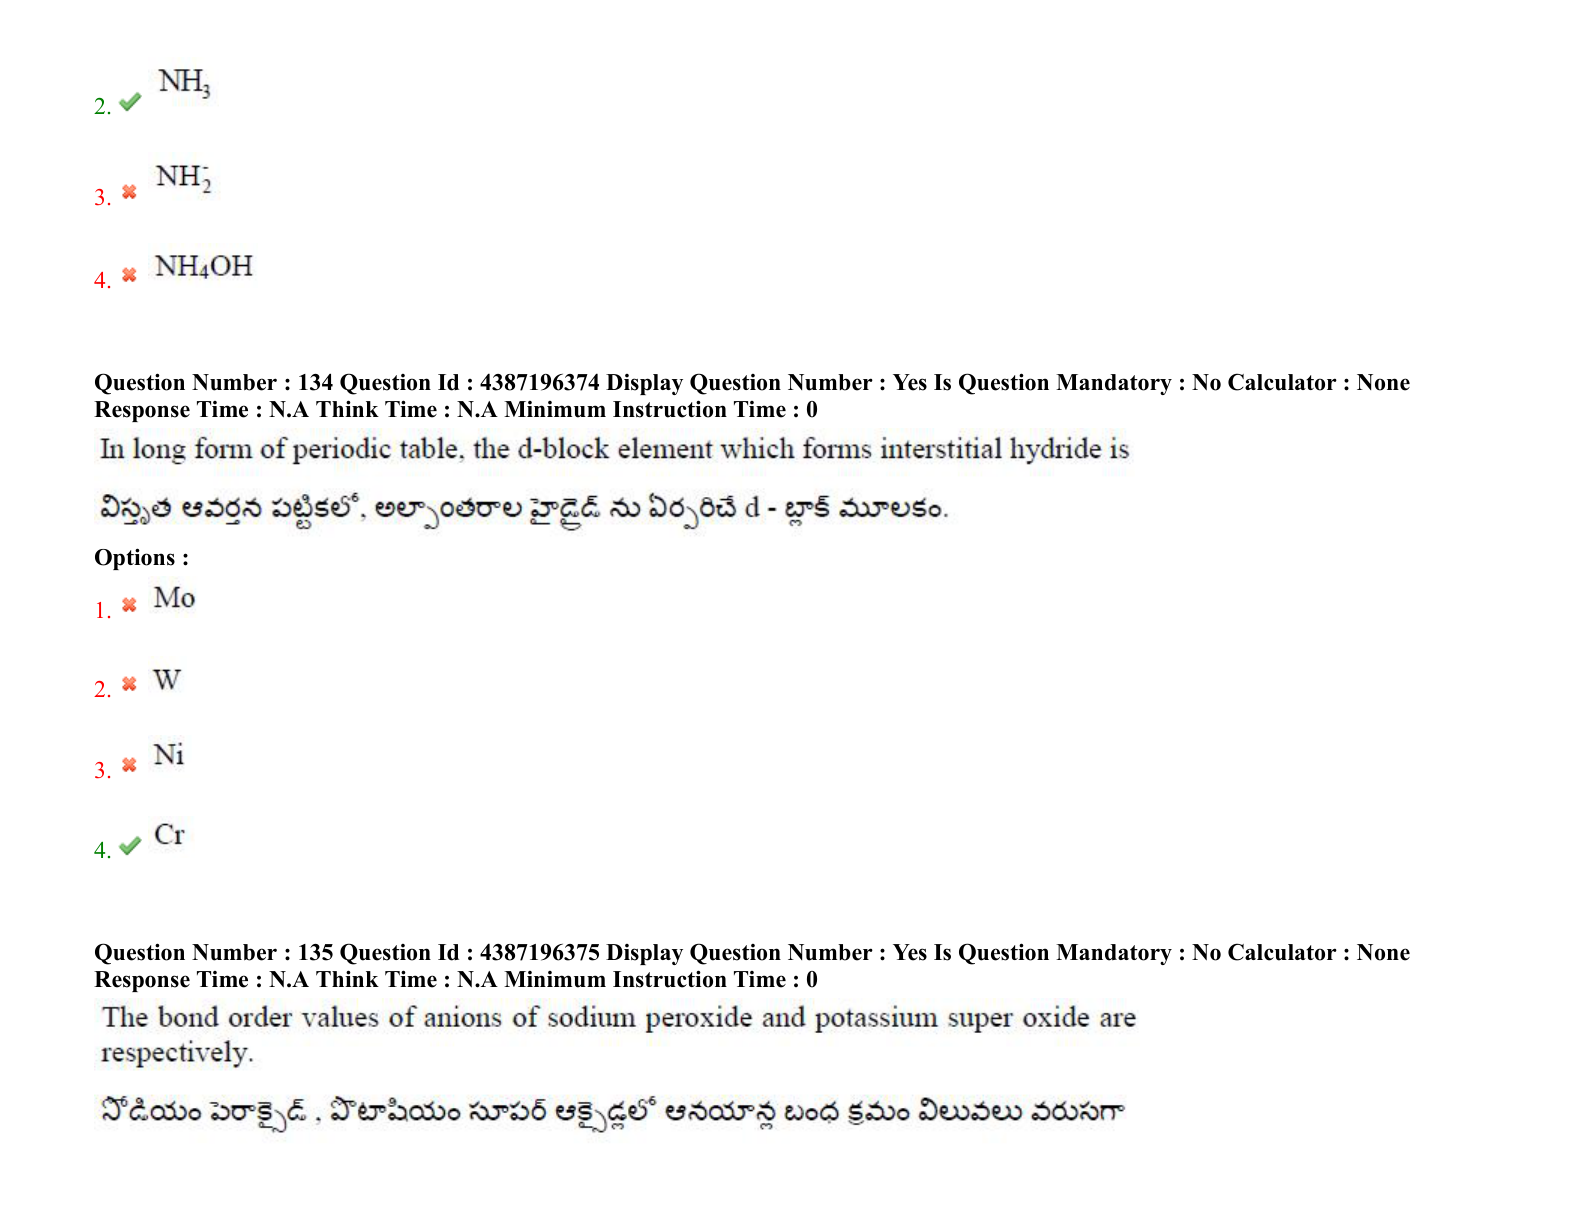 NH₃
2.
NH₂⁻
3.
NH₄OH
4.
Question Number : 134 Question Id : 4387196374 Display Question Number : Yes Is Question Mandatory : No Calculator : None
Response Time : N.A Think Time : N.A Minimum Instruction Time : 0
In long form of periodic table, the d-block element which forms interstitial hydride is
విస్తృత ఆవర్తన పట్టికలో, అల్పాంతరాల హైడ్రైడ్ ను ఏర్పరిచే d - బ్లాక్ మూలకం.
Options :
1. Mo
2. W
3. Ni
4. Cr
Question Number : 135 Question Id : 4387196375 Display Question Number : Yes Is Question Mandatory : No Calculator : None
Response Time : N.A Think Time : N.A Minimum Instruction Time : 0
The bond order values of anions of sodium peroxide and potassium super oxide are
respectively.
సోడియం పెరాక్సైడ్ , పొటాషియం సూపర్ ఆక్సైడ్లలో ఆనయాన్ల బంధ క్రమం విలువలు వరుసగా